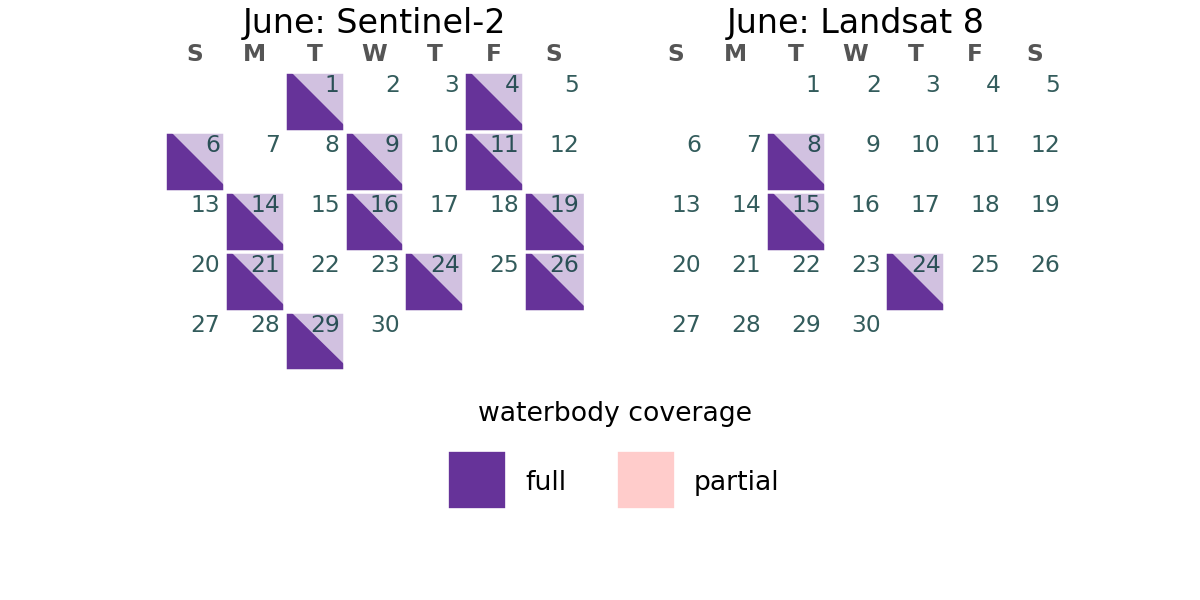 June: Sentinel-2
S M T W T F S
1 2 3 4 5
6 7 8 9 10 11 12
13 14 15 16 17 18 19
20 21 22 23 24 25 26
27 28 29 30
June: Landsat 8
S M T W T F S
1 2 3 4 5
6 7 8 9 10 11 12
13 14 15 16 17 18 19
20 21 22 23 24 25 26
27 28 29 30
waterbody coverage
full
partial